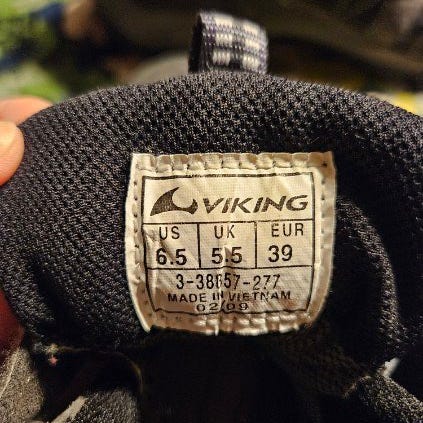 VIKING
US UK EUR
6.5 5.5 39
3-38657-277
MADE IN VIETNAM
02/09